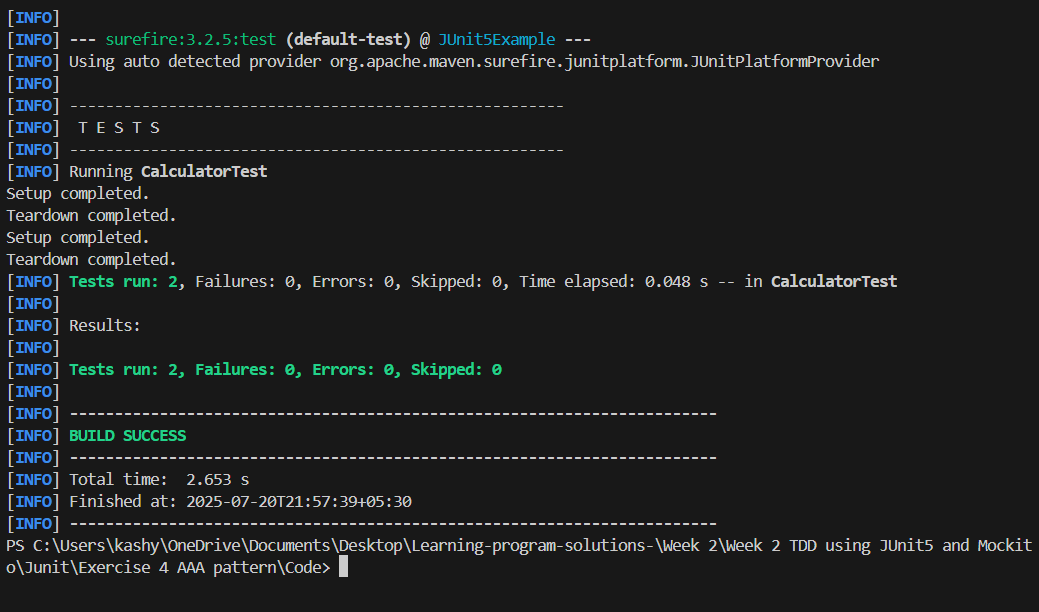 [INFO]
[INFO] --- surefire:3.2.5:test (default-test) @ JUnit5Example ---
[INFO] Using auto detected provider org.apache.maven.surefire.junitplatform.JUnitPlatformProvider
[INFO]
[INFO] -------------------------------------------------------
[INFO]  T E S T S
[INFO] -------------------------------------------------------
[INFO] Running CalculatorTest
Setup completed.
Teardown completed.
Setup completed.
Teardown completed.
[INFO] Tests run: 2, Failures: 0, Errors: 0, Skipped: 0, Time elapsed: 0.048 s -- in CalculatorTest
[INFO]
[INFO] Results:
[INFO]
[INFO] Tests run: 2, Failures: 0, Errors: 0, Skipped: 0
[INFO]
[INFO] ------------------------------------------------------------------------
[INFO] BUILD SUCCESS
[INFO] ------------------------------------------------------------------------
[INFO] Total time:  2.653 s
[INFO] Finished at: 2025-07-20T21:57:39+05:30
[INFO] ------------------------------------------------------------------------
PS C:\Users\kashy\OneDrive\Documents\Desktop\Learning-program-solutions-\Week 2\Week 2 TDD using JUnit5 and Mockit
o\Junit\Exercise 4 AAA pattern\Code>